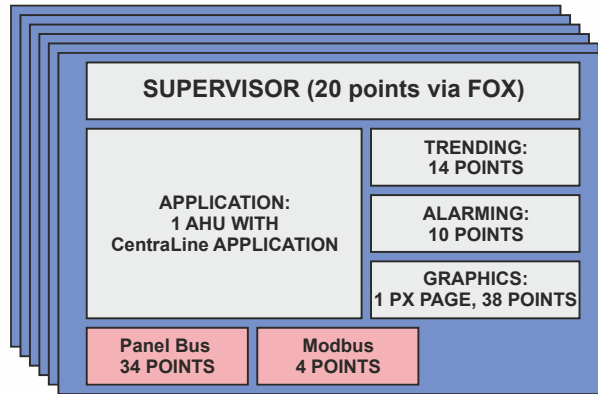 SUPERVISOR (20 points via FOX)
APPLICATION:
1 AHU WITH
CentraLine APPLICATION
TRENDING:
14 POINTS
ALARMING:
10 POINTS
GRAPHICS:
1 PX PAGE, 38 POINTS
Panel Bus
34 POINTS
Modbus
4 POINTS